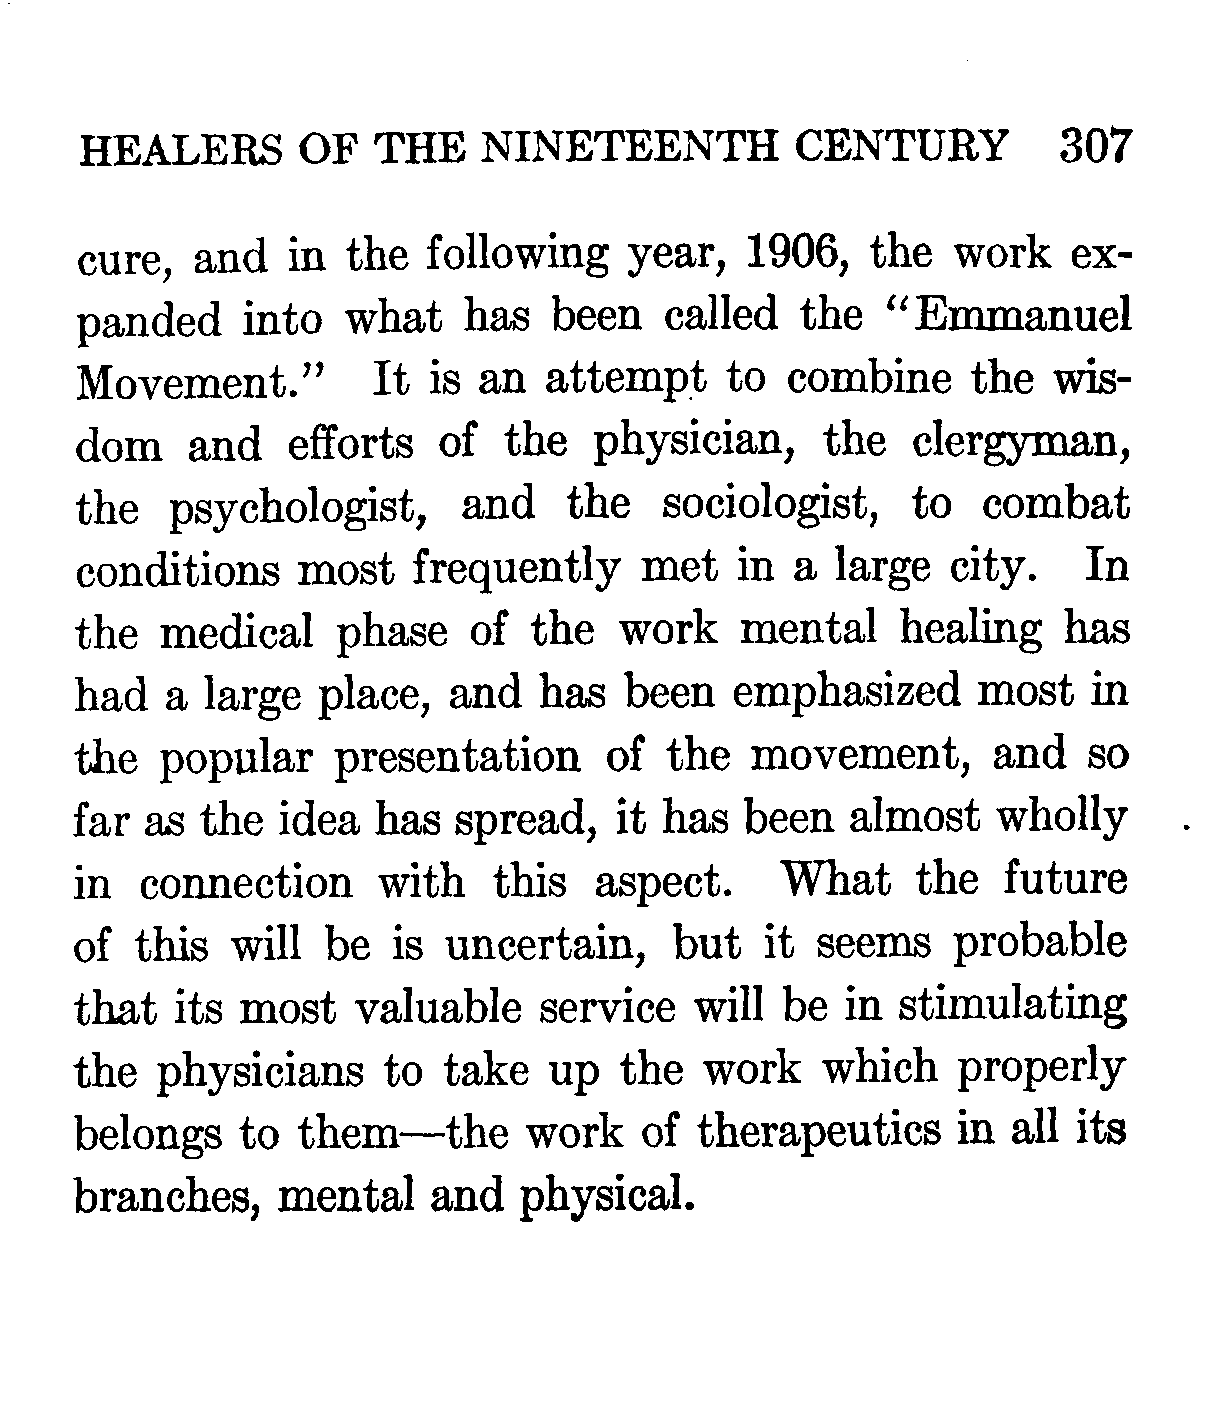 HEALERS OF THE NINETEENTH CENTURY 307
cure, and in the following year, 1906, the work ex-
panded into what has been called the "Emmanuel
Movement." It is an attempt to combine the wis-
dom and efforts of the physician, the clergyman,
the psychologist, and the sociologist, to combat
conditions most frequently met in a large city. In
the medical phase of the work mental healing has
had a large place, and has been emphasized most in
the popular presentation of the movement, and so
far as the idea has spread, it has been almost wholly
in connection with this aspect. What the future
of this will be is uncertain, but it seems probable
that its most valuable service will be in stimulating
the physicians to take up the work which properly
belongs to them—the work of therapeutics in all its
branches, mental and physical.